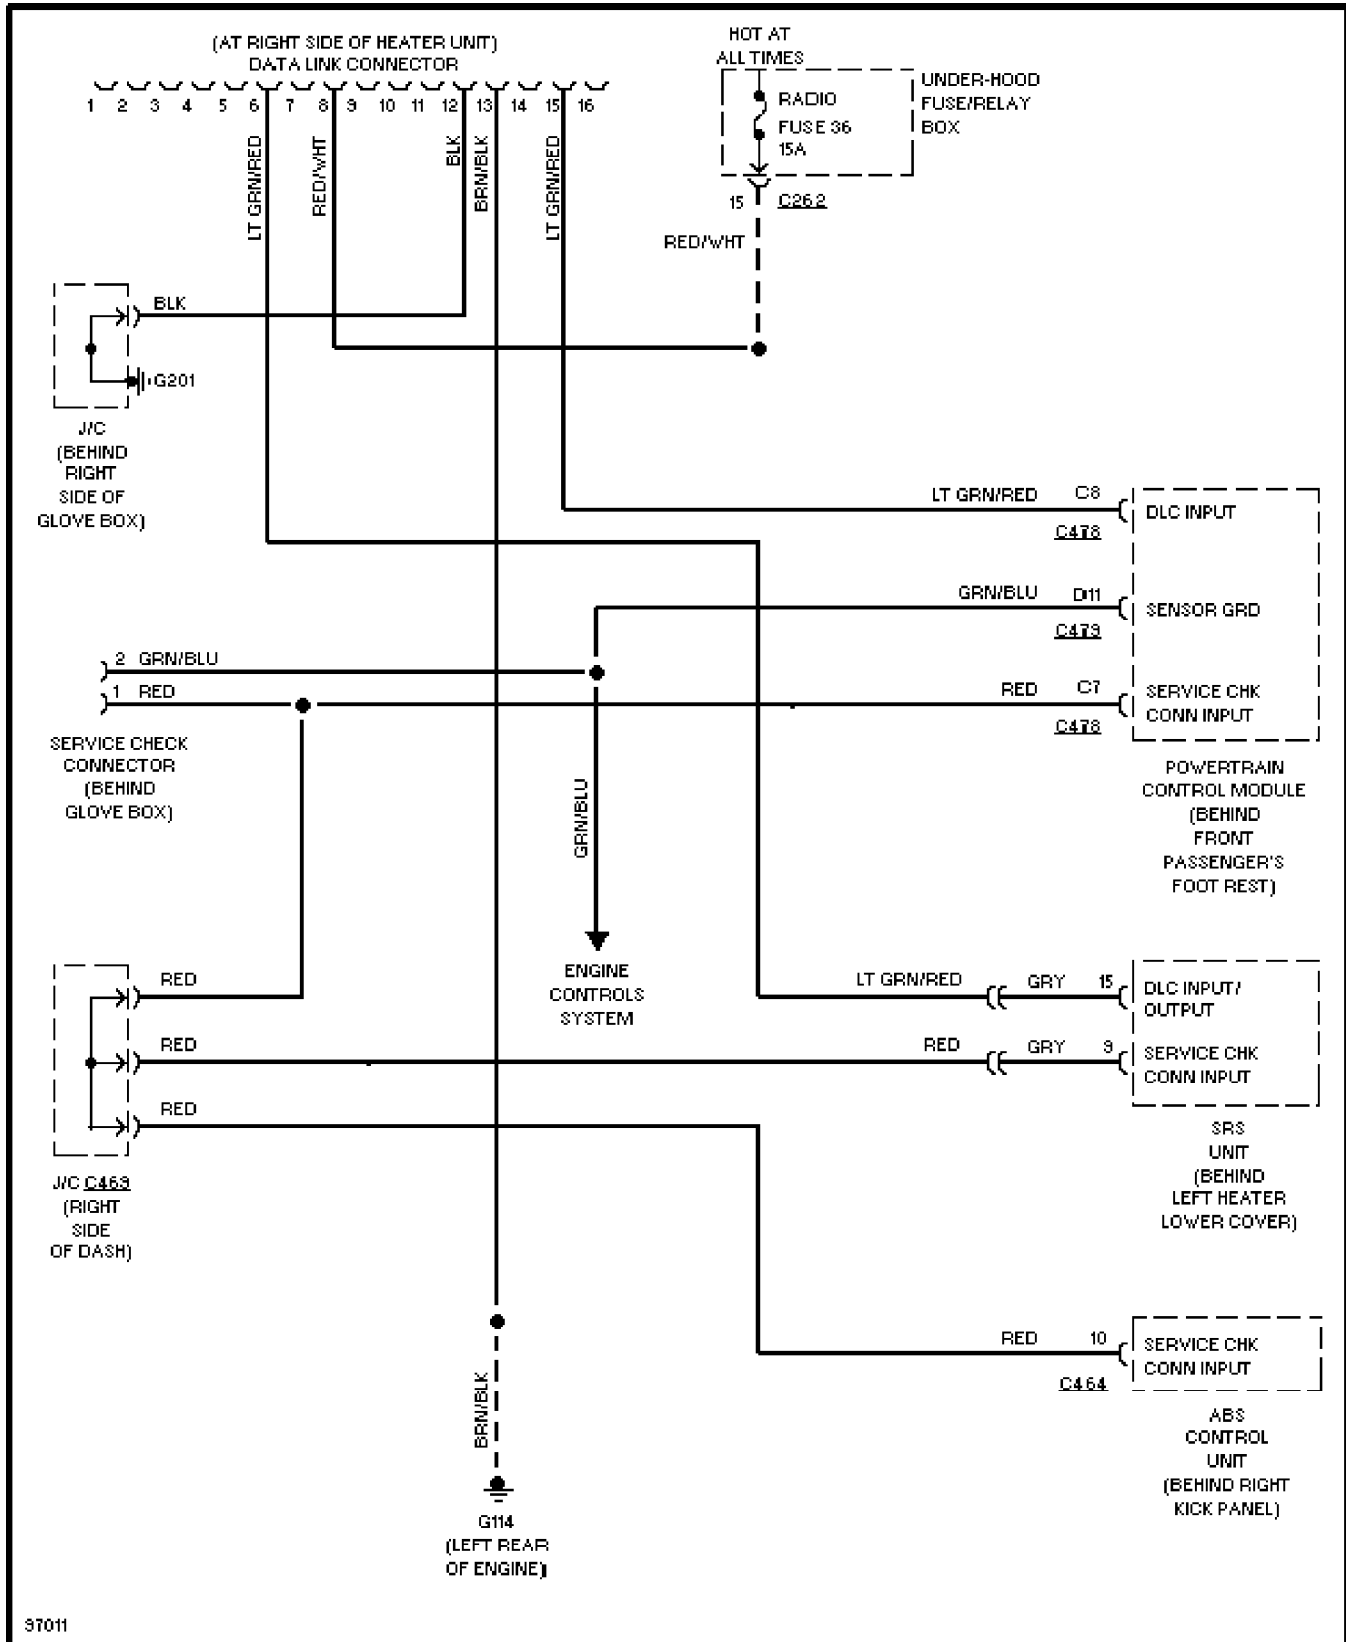 (AT RIGHT SIDE OF HEATER UNIT)
DATA LINK CONNECTOR
1 2 3 4 5 6 7 8 9 10 11 12 13 14 15 16
LT GRN/RED
RED/WHT
BLK
BRN/BLK
LT GRN/RED
HOT AT
ALL TIMES
RADIO
FUSE 36
15A
UNDER-HOOD
FUSE/RELAY
BOX
15 C262
RED/WHT
BLK
G201
J/C
(BEHIND
RIGHT
SIDE OF
GLOVE BOX)
LT GRN/RED C8
C478
DLC INPUT
GRN/BLU D11
C479
SENSOR GRD
2 GRN/BLU
1 RED
RED C7
C478
SERVICE CHK
CONN INPUT
SERVICE CHECK
CONNECTOR
(BEHIND
GLOVE BOX)
POWERTRAIN
CONTROL MODULE
(BEHIND
FRONT
PASSENGER'S
FOOT REST)
GRN/BLU
ENGINE
CONTROLS
SYSTEM
RED
RED
RED
J/C C469
(RIGHT
SIDE
OF DASH)
LT GRN/RED GRY 15
DLC INPUT/
OUTPUT
RED GRY 9
SERVICE CHK
CONN INPUT
SRS
UNIT
(BEHIND
LEFT HEATER
LOWER COVER)
RED 10
C464
SERVICE CHK
CONN INPUT
ABS
CONTROL
UNIT
(BEHIND RIGHT
KICK PANEL)
BRN/BLK
G114
(LEFT REAR
OF ENGINE)
97011